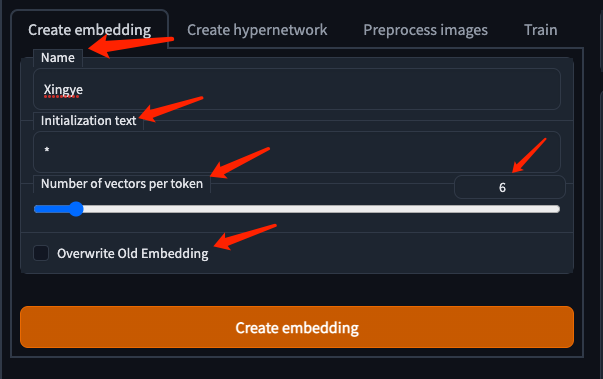 Create embedding Create hypernetwork Preprocess images Train
Name
Xingye
Initialization text
*
Number of vectors per token 6
Overwrite Old Embedding
Create embedding